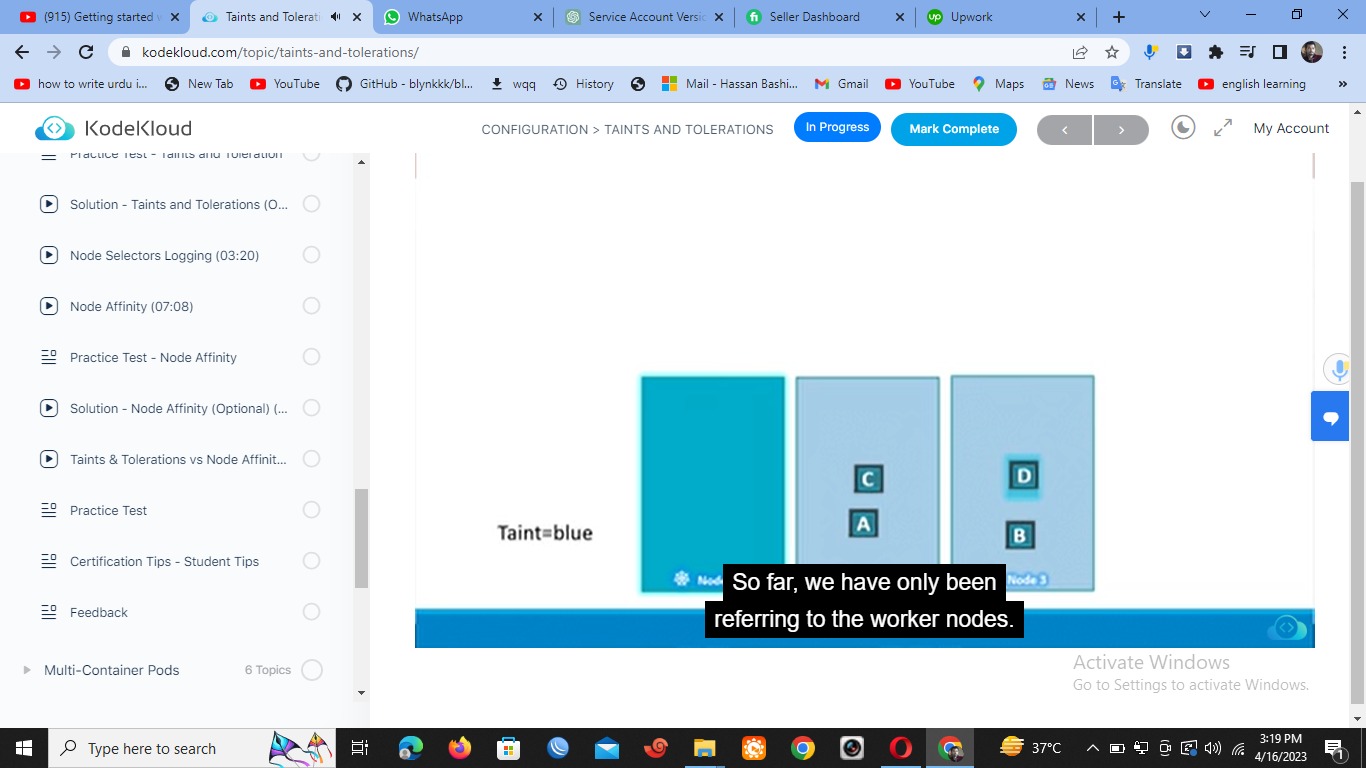 (915) Getting started w
Taints and Tolerati
WhatsApp
Service Account Versio
Seller Dashboard
Upwork
kodekloud.com/topic/taints-and-tolerations/
how to write urdu i...
New Tab
YouTube
GitHub - blynkkk/bl...
wqq
History
Mail - Hassan Bashi...
Gmail
YouTube
Maps
News
Translate
english learning
»
KodeKloud
CONFIGURATION > TAINTS AND TOLERATIONS
In Progress
Mark Complete
My Account
Practice Test - Taints and Toleration
Solution - Taints and Tolerations (O...
Node Selectors Logging (03:20)
Node Affinity (07:08)
Practice Test - Node Affinity
Solution - Node Affinity (Optional) (...
Taints & Tolerations vs Node Affinit...
Practice Test
Certification Tips - Student Tips
Feedback
Multi-Container Pods
6 Topics
C
D
A
B
Taint=blue
Node 3
So far, we have only been
referring to the worker nodes.
Activate Windows
Go to Settings to activate Windows.
Type here to search
37°C
3:19 PM
4/16/2023
1